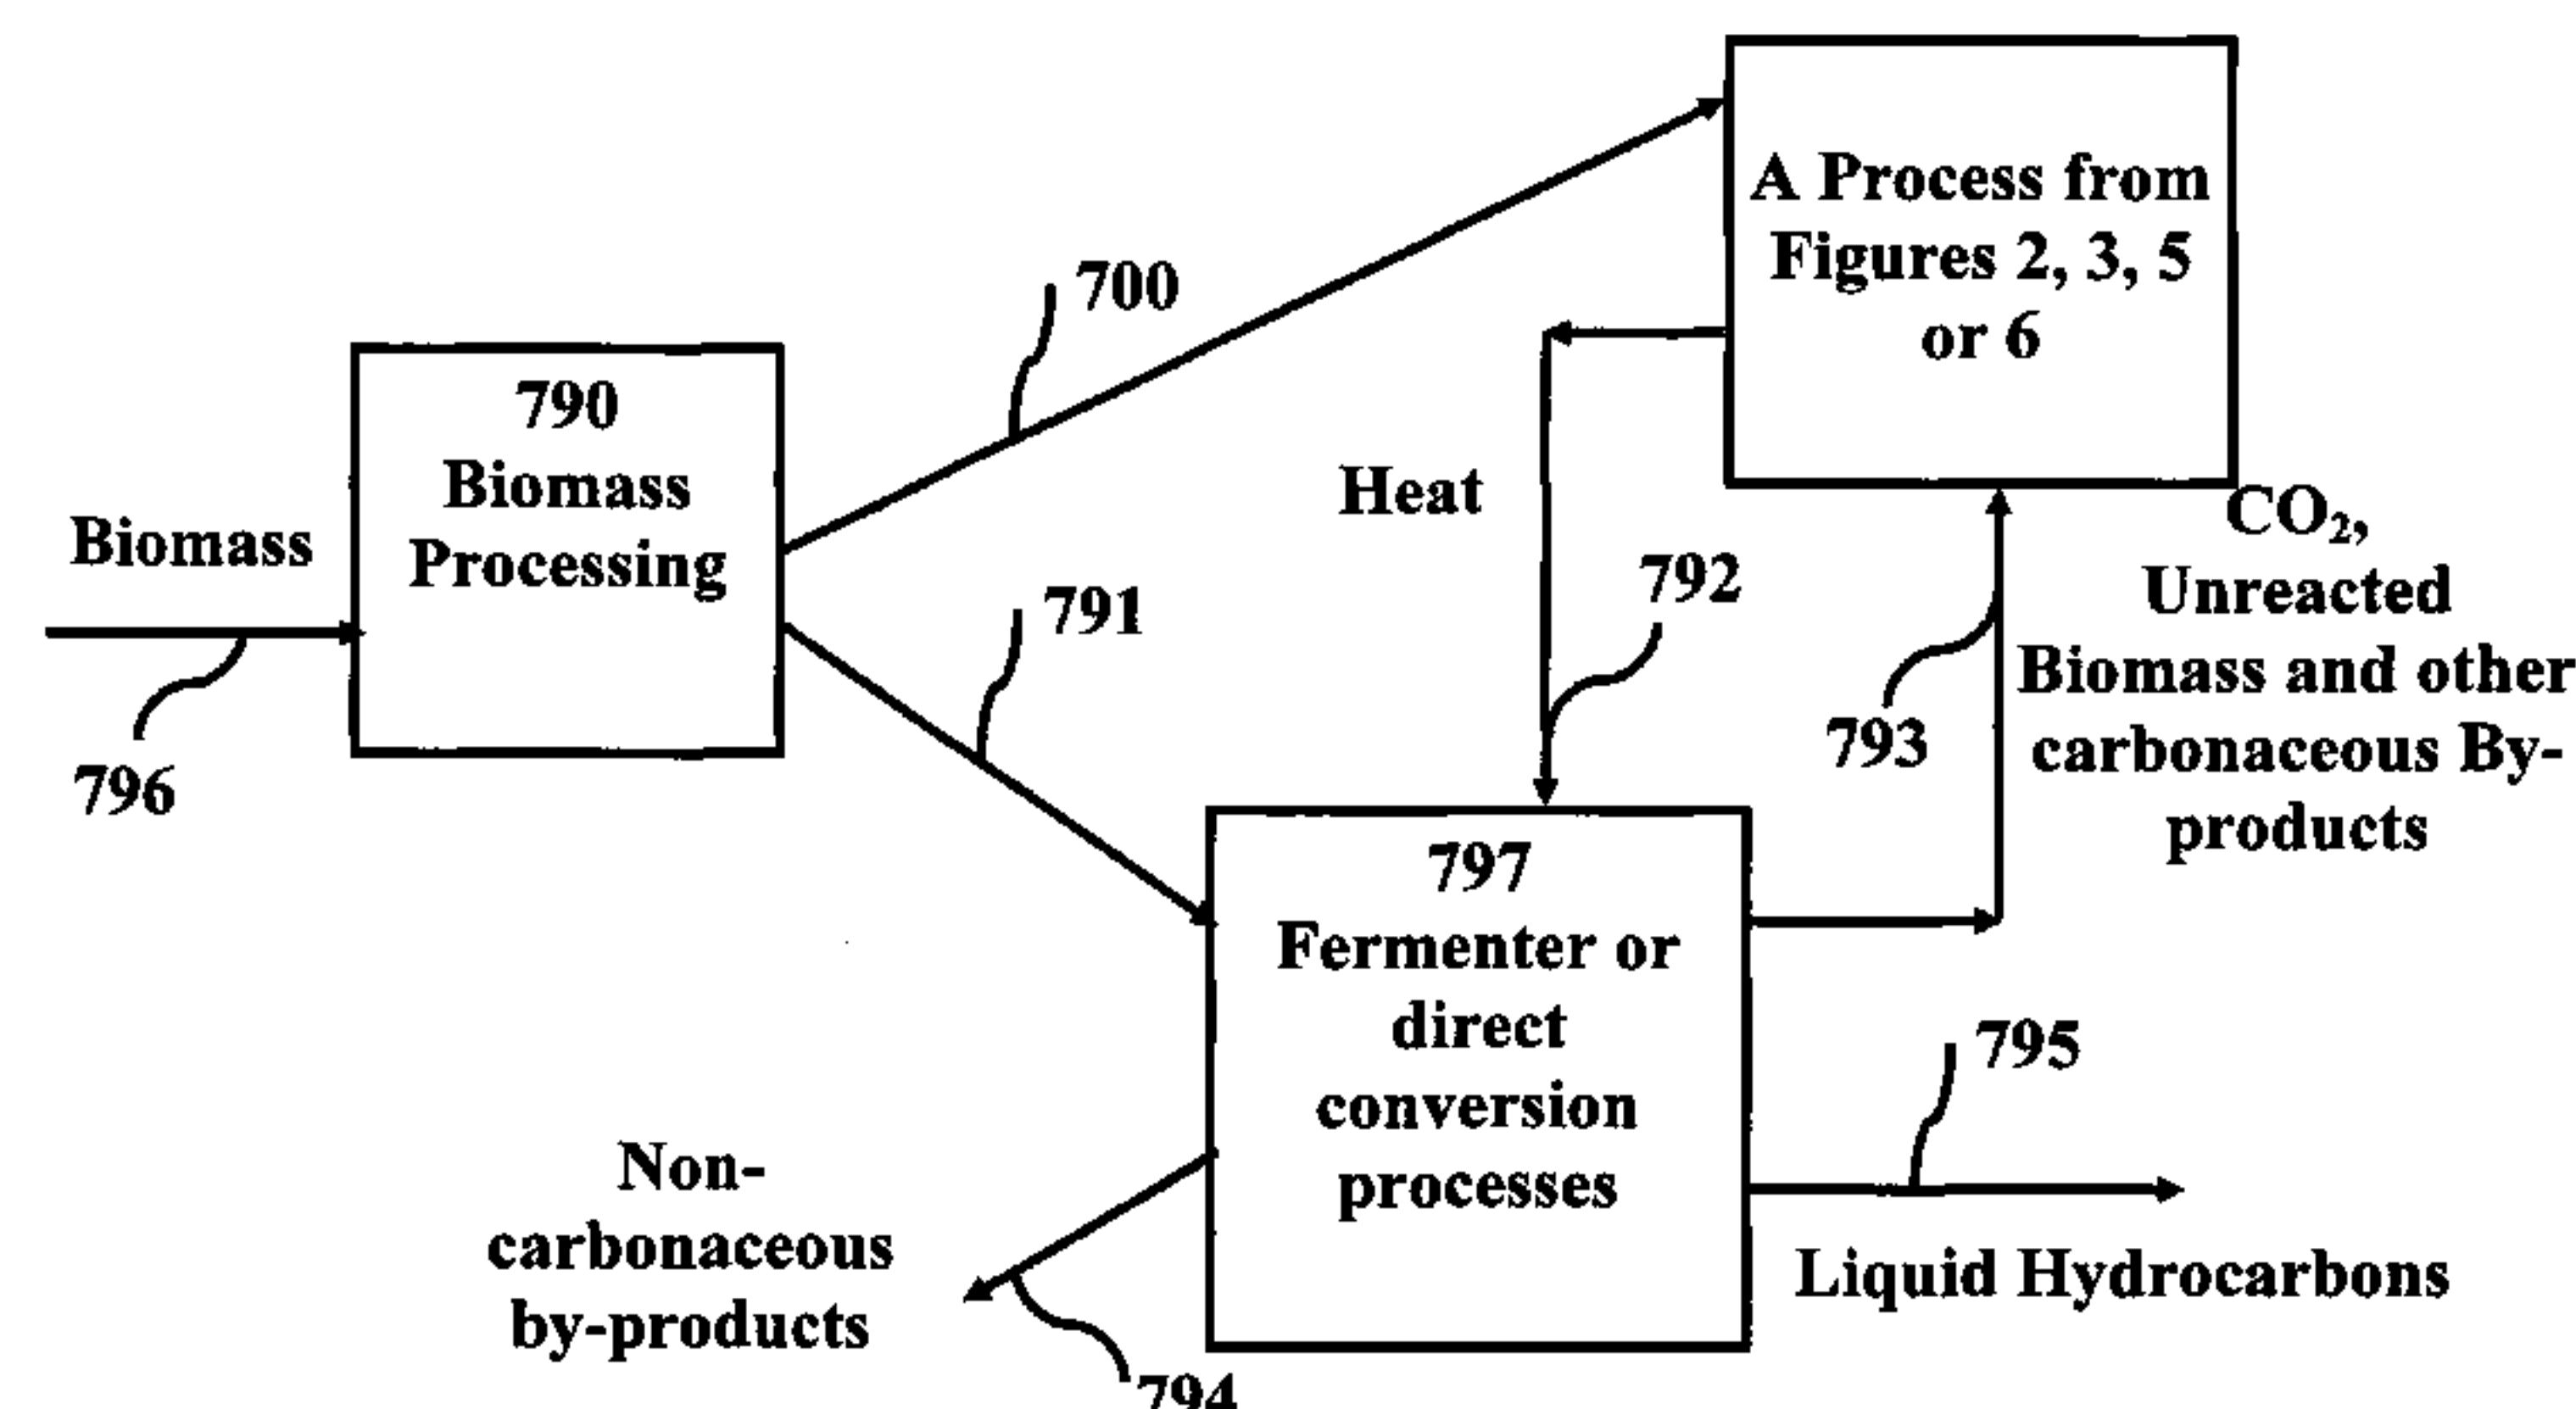 A Process from
Figures 2, 3, 5
or 6
700
790
Biomass
Processing
Biomass
796
791
Heat
792
793
CO₂,
Unreacted
Biomass and other
carbonaceous By-
products
797
Fermenter or
direct
conversion
processes
795
Liquid Hydrocarbons
Non-
carbonaceous
by-products
794